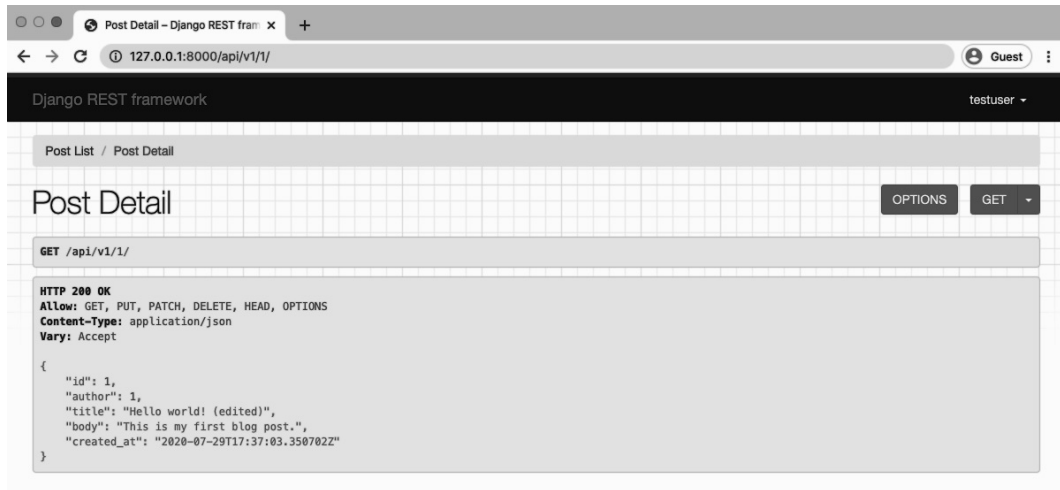 Post Detail – Django REST fram
127.0.0.1:8000/api/v1/1/
Guest
Django REST framework
testuser
Post List / Post Detail
Post Detail
OPTIONS
GET
GET /api/v1/1/
HTTP 200 OK
Allow: GET, PUT, PATCH, DELETE, HEAD, OPTIONS
Content-Type: application/json
Vary: Accept
{
    "id": 1,
    "author": 1,
    "title": "Hello world! (edited)",
    "body": "This is my first blog post.",
    "created_at": "2020-07-29T17:37:03.350702Z"
}